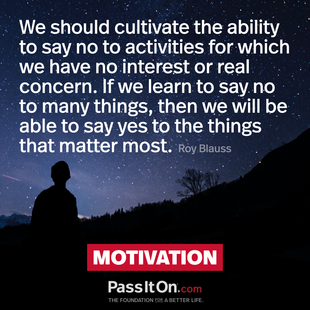 We should cultivate the ability
to say no to activities for which
we have no interest or real
concern. If we learn to say no
to many things, then we will be
able to say yes to the things
that matter most. Roy Blauss
MOTIVATION
PassItOn.com
THE FOUNDATION FOR A BETTER LIFE.